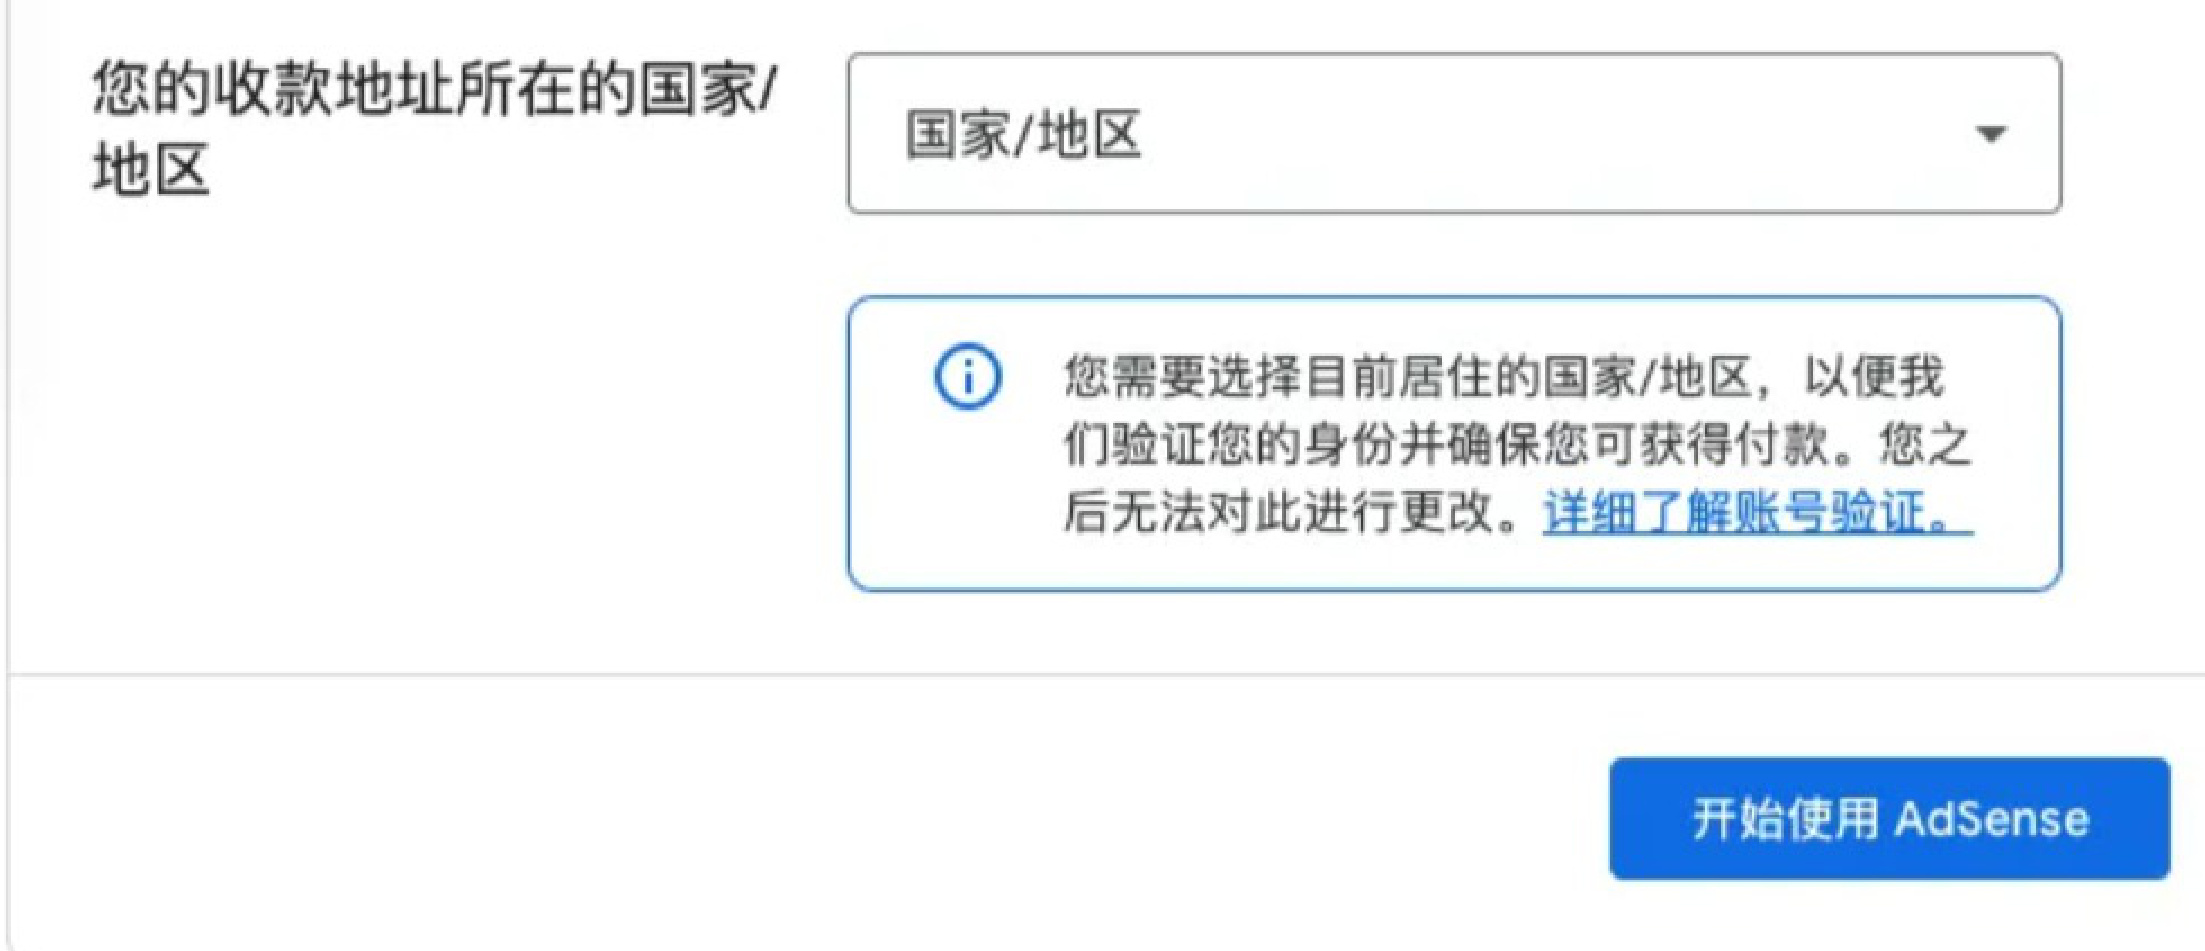 您的收款地址所在的国家/
地区
国家/地区
您需要选择目前居住的国家/地区，以便我
们验证您的身份并确保您可获得付款。您之
后无法对此进行更改。详细了解账号验证。
开始使用 AdSense